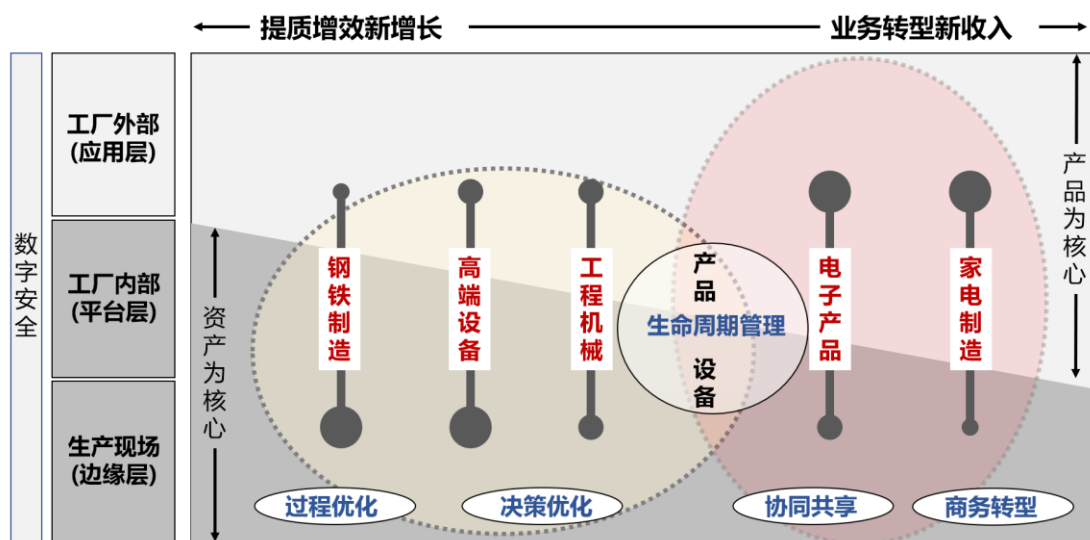 提质增效新增长
业务转型新收入
数字安全
工厂外部
(应用层)
工厂内部
(平台层)
生产现场
(边缘层)
资产为核心
产品为核心
钢铁制造
高端设备
工程机械
产品
生命周期管理
设备
电子产品
家电制造
过程优化
决策优化
协同共享
商务转型